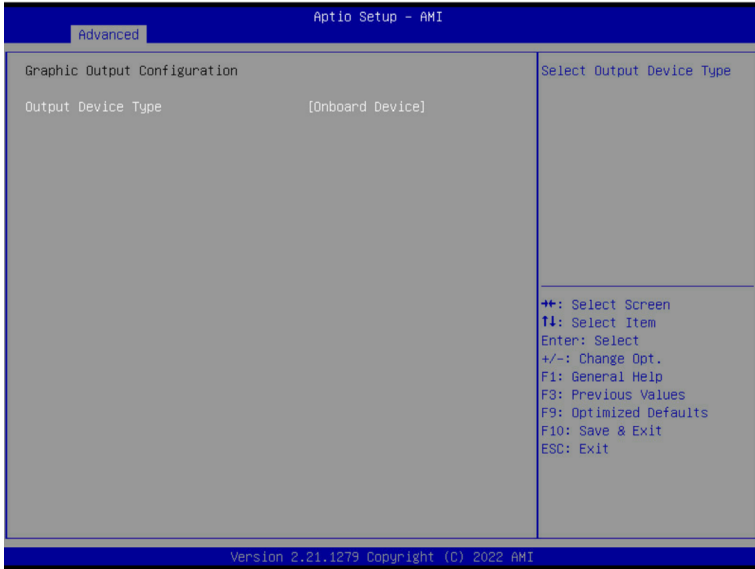 Aptio Setup - AMI
Advanced
Graphic Output Configuration
Output Device Type [Onboard Device]
Select Output Device Type
→←: Select Screen
↑↓: Select Item
Enter: Select
+/-: Change Opt.
F1: General Help
F3: Previous Values
F9: Optimized Defaults
F10: Save & Exit
ESC: Exit
Version 2.21.1279 Copyright (C) 2022 AMI